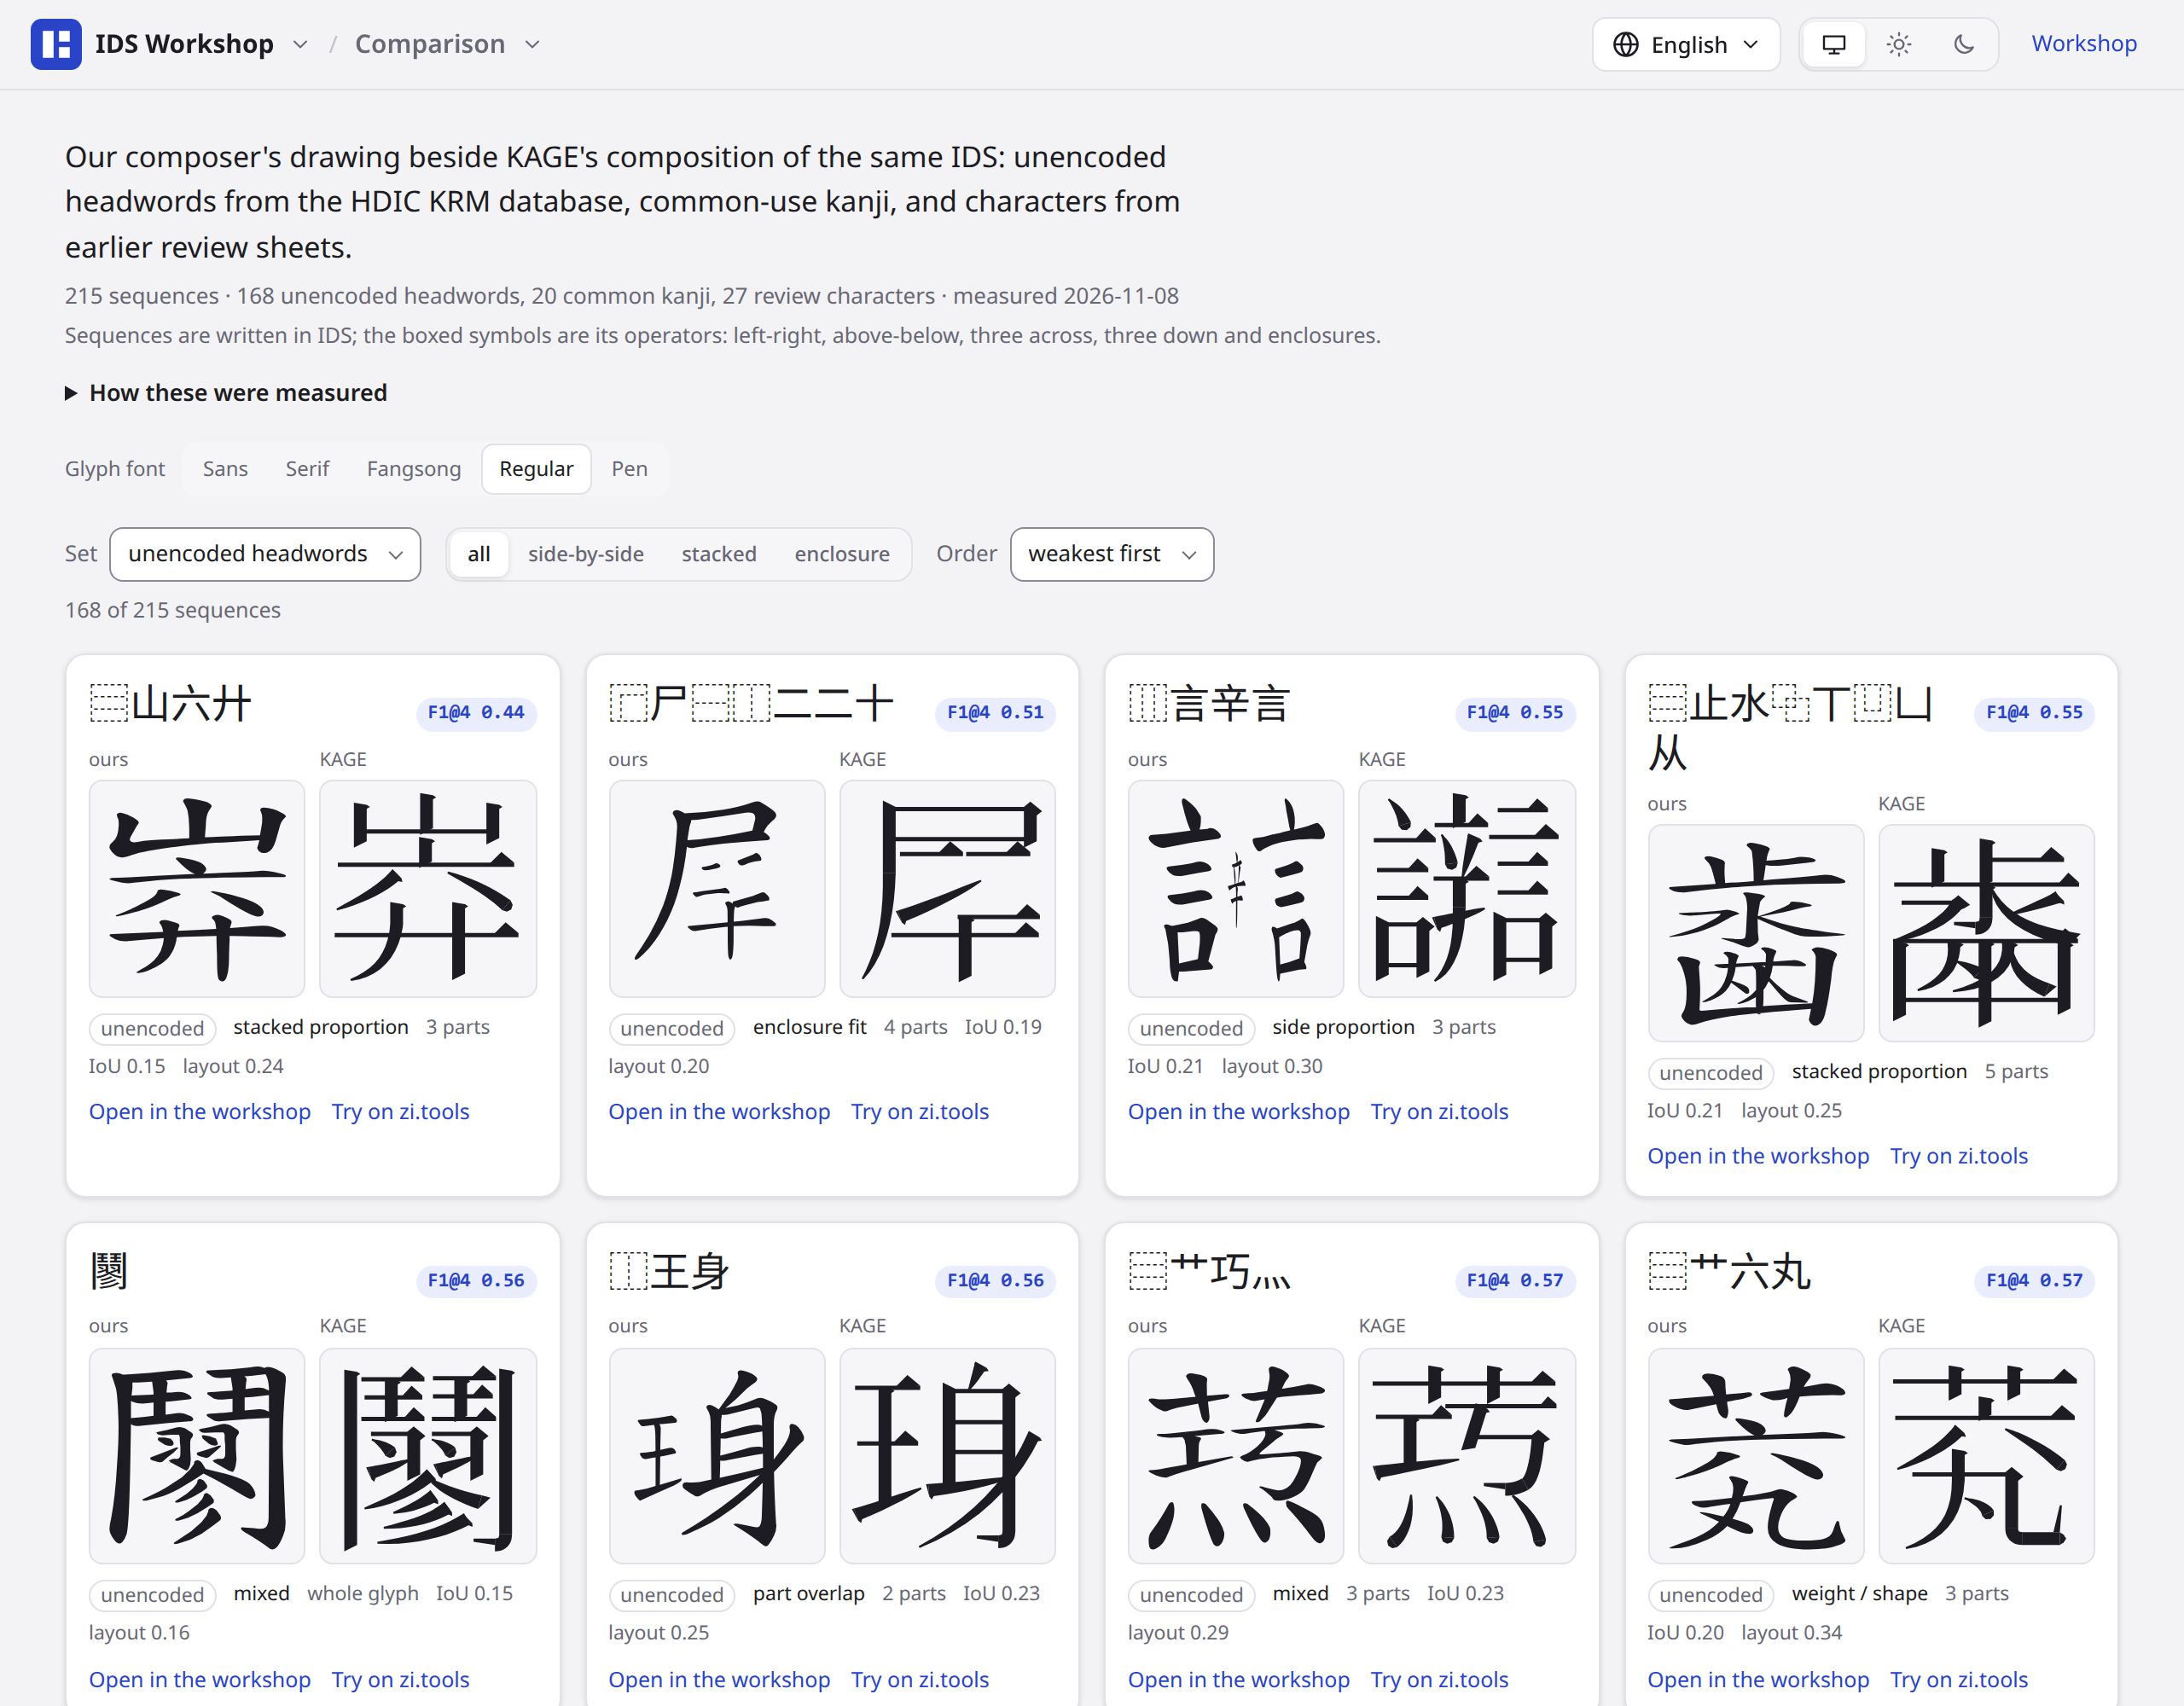 IDS Workshop / Comparison English Workshop
Our composer's drawing beside KAGE's composition of the same IDS: unencoded
headwords from the HDIC KRM database, common-use kanji, and characters from
earlier review sheets.
215 sequences · 168 unencoded headwords, 20 common kanji, 27 review characters · measured 2026-11-08
Sequences are written in IDS; the boxed symbols are its operators: left-right, above-below, three across, three down and enclosures.
How these were measured
Glyph font Sans Serif Fangsong Regular Pen
Set unencoded headwords all side-by-side stacked enclosure Order weakest first
168 of 215 sequences
⿳山六廾 F1@4 0.44
ours KAGE
unencoded stacked proportion 3 parts
IoU 0.15 layout 0.24
Open in the workshop Try on zi.tools
⿸尸⿱⿰二二十 F1@4 0.51
ours KAGE
unencoded enclosure fit 4 parts IoU 0.19
layout 0.20
Open in the workshop Try on zi.tools
⿲言辛言 F1@4 0.55
ours KAGE
unencoded side proportion 3 parts
IoU 0.21 layout 0.30
Open in the workshop Try on zi.tools
⿳止水⿻丅⿶凵 F1@4 0.55
从
ours KAGE
unencoded stacked proportion 5 parts
IoU 0.21 layout 0.25
Open in the workshop Try on zi.tools
F1@4 0.56
ours KAGE
unencoded mixed whole glyph IoU 0.15
layout 0.16
Open in the workshop Try on zi.tools
⿰王身 F1@4 0.56
ours KAGE
unencoded part overlap 2 parts IoU 0.23
layout 0.25
Open in the workshop Try on zi.tools
⿳艹巧灬 F1@4 0.57
ours KAGE
unencoded mixed 3 parts IoU 0.23
layout 0.29
Open in the workshop Try on zi.tools
⿳艹六丸 F1@4 0.57
ours KAGE
unencoded weight / shape 3 parts
IoU 0.20 layout 0.34
Open in the workshop Try on zi.tools